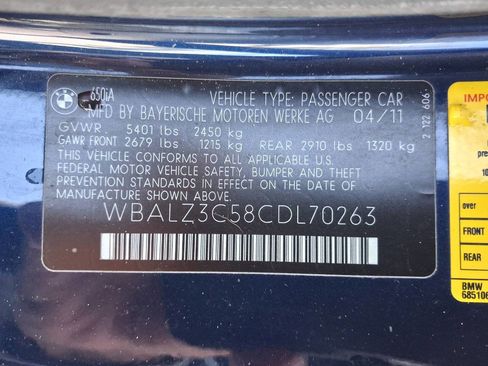 650iA VEHICLE TYPE: PASSENGER CAR
MFD BY BAYERISCHE MOTOREN WERKE AG 04/11
GVWR. 5401 lbs 2450 kg
GAWR FRONT 2679 lbs 1215 kg REAR 2910 lbs 1320 kg
THIS VEHICLE CONFORMS TO ALL APPLICABLE U.S.
FEDERAL MOTOR VEHICLE SAFETY, BUMPER, AND THEFT
PREVENTION STANDARDS IN EFFECT ON THE DATE OF
MANUFACTURE SHOWN ABOVE.
WBALZ3C58CDL70263
2 122 606
over
FRONT
REAR
BMW